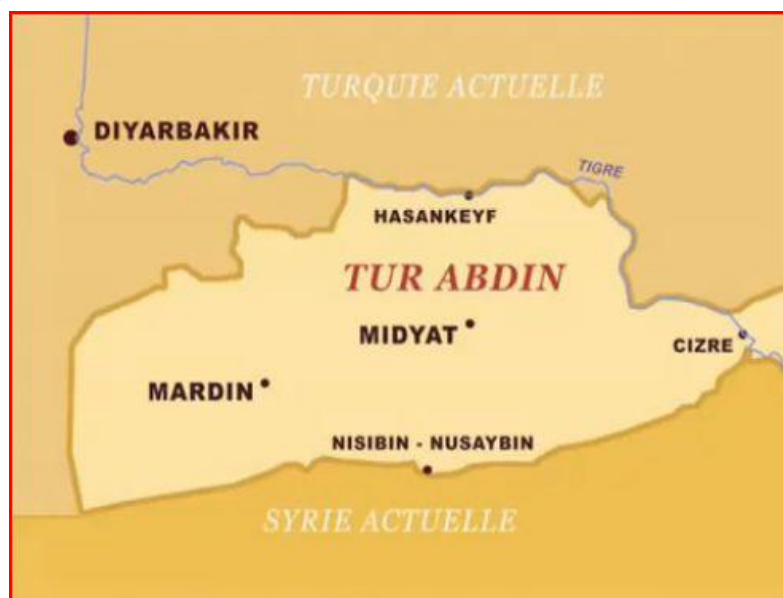 TURQUIE ACTUELLE
DIYARBAKIR
TIGRE
HASANKEYF
TUR ABDIN
MIDYAT
CIZRE
MARDIN
NISIBIN - NUSAYBIN
SYRIE ACTUELLE